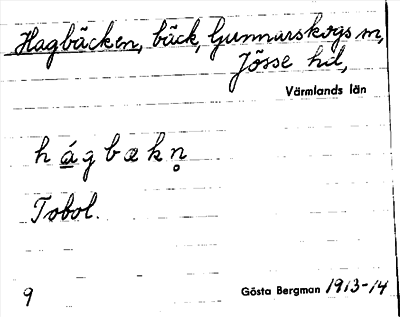 Hagbäcken, bäck, Gunnarskogs sn,
Jösse hd,
Värmlands län
hágbækn̥
Tobol.
9
Gösta Bergman 1913-14